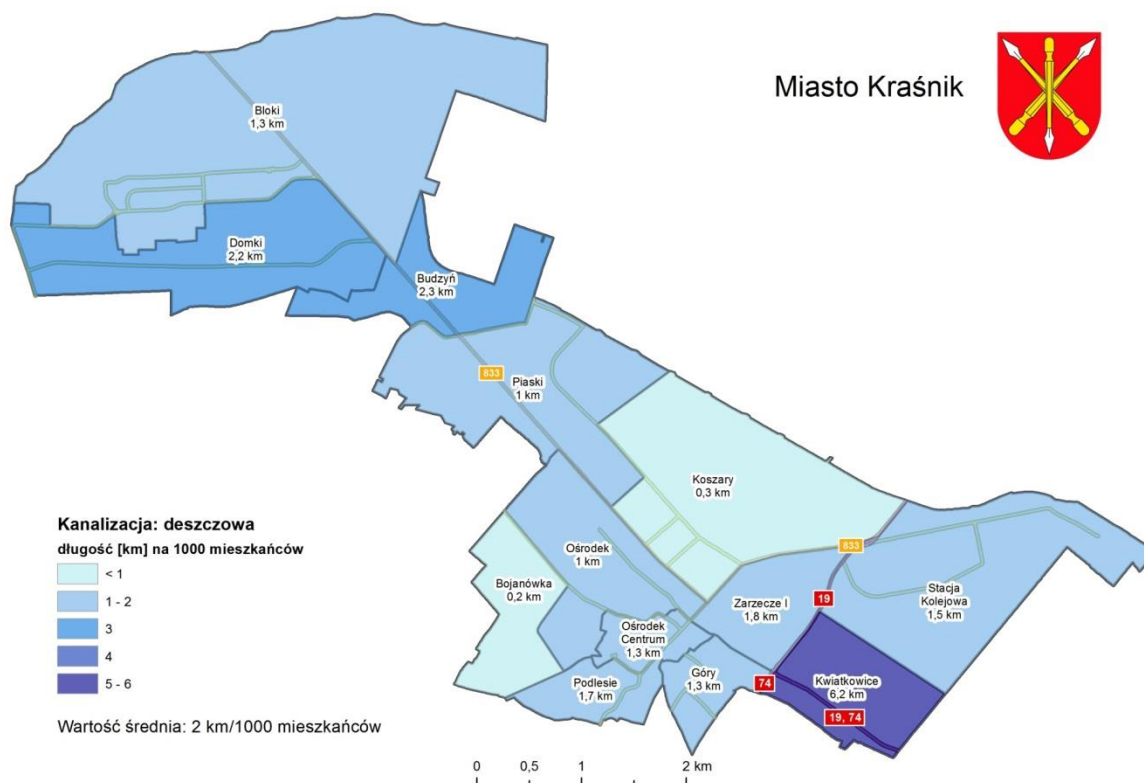 Miasto Kraśnik
Bloki
1,3 km
Domki
2,2 km
Budzyń
2,3 km
833
Piaski
1 km
Koszary
0,3 km
Ośrodek
1 km
833
Bojanówka
0,2 km
19
Zarzecze I
1,8 km
Stacja
Kolejowa
1,5 km
Ośrodek
Centrum
1,3 km
Góry
1,3 km
Podlesie
1,7 km
74
Kwiatkowice
6,2 km
19, 74
Kanalizacja: deszczowa
długość [km] na 1000 mieszkańców
< 1
1 - 2
3
4
5 - 6
Wartość średnia: 2 km/1000 mieszkańców
0 0,5 1 2 km